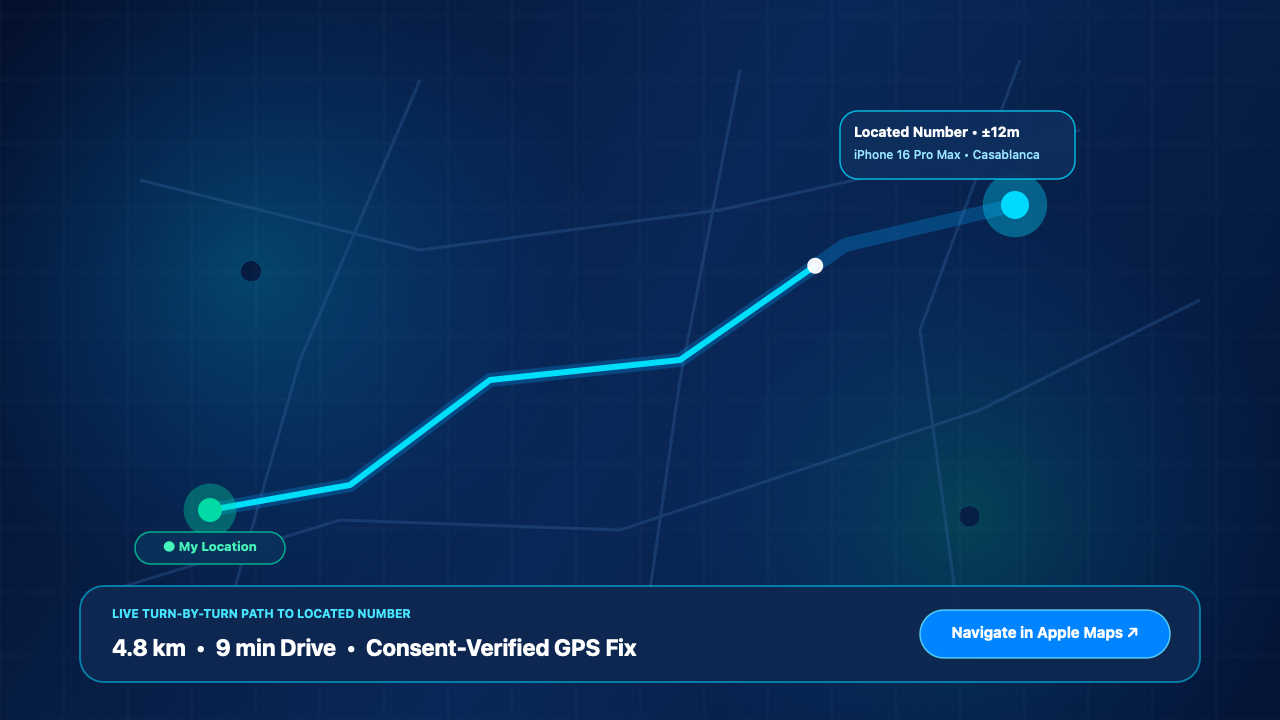 Located Number • ±12m
iPhone 16 Pro Max • Casablanca
My Location
LIVE TURN-BY-TURN PATH TO LOCATED NUMBER
4.8 km • 9 min Drive • Consent-Verified GPS Fix
Navigate in Apple Maps ↗